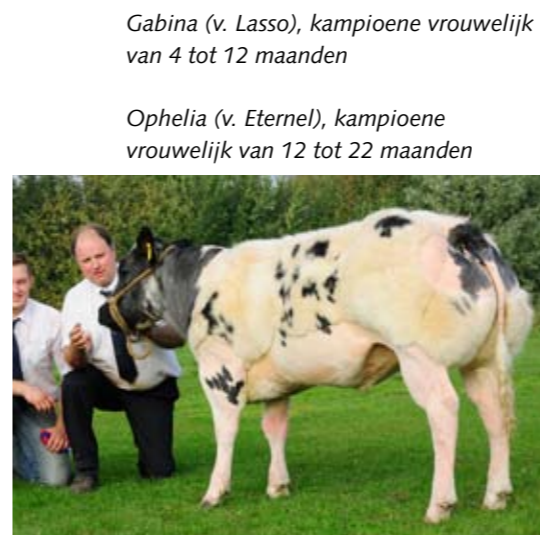 Gabina (v. Lasso), kampioene vrouwelijk
van 4 tot 12 maanden
Ophelia (v. Eternel), kampioene
vrouwelijk van 12 tot 22 maanden